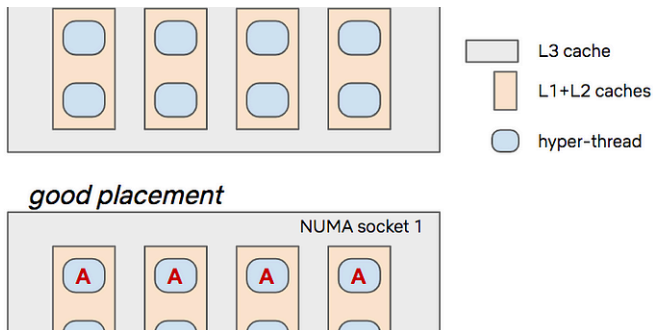 L3 cache
L1+L2 caches
hyper-thread
good placement
NUMA socket 1
A A A A